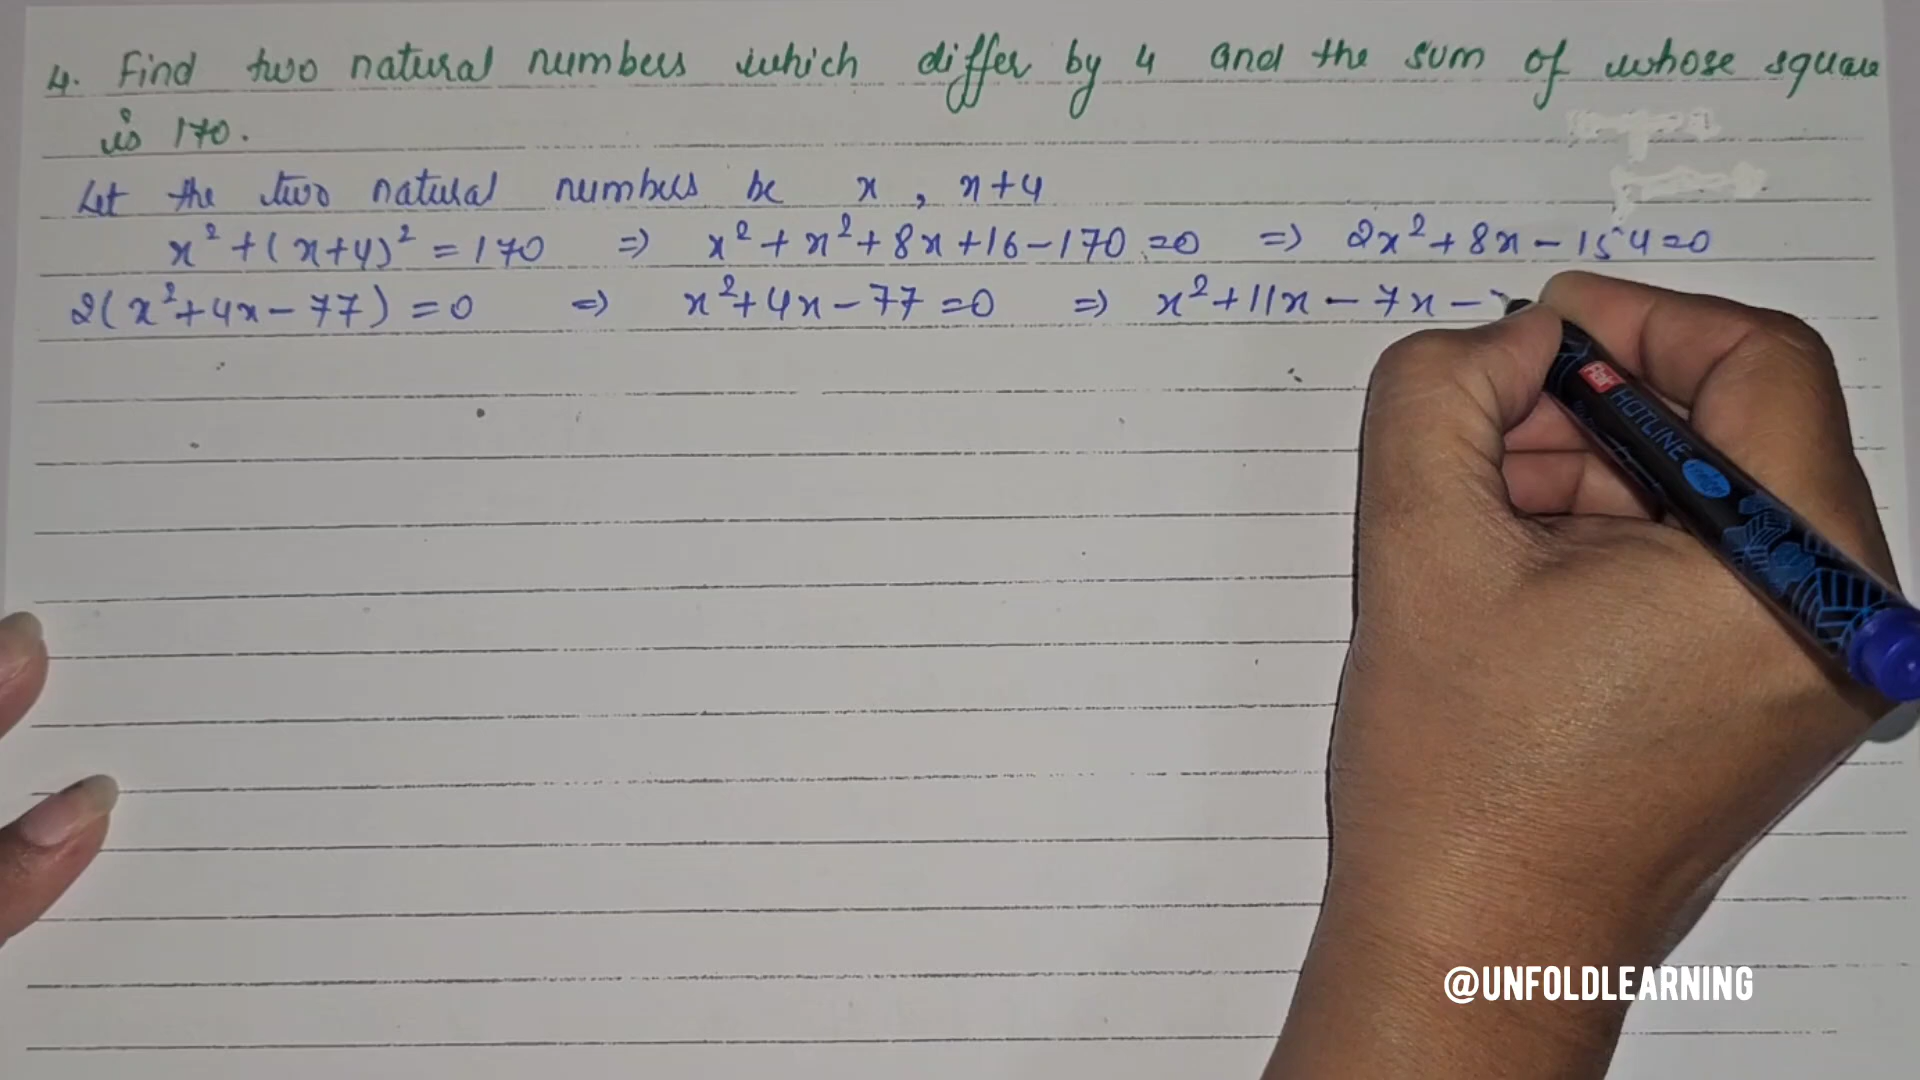 4. Find two natural numbers which differ by 4 and the sum of whose square
is 170.
Let the two natural numbers be x , x+4
x² + (x+4)² = 170 ⇒ x² + x² + 8x + 16 - 170 = 0 ⇒ 2x² + 8x - 154 = 0
2(x² + 4x - 77) = 0 ⇒ x² + 4x - 77 = 0 ⇒ x² + 11x - 7x -
HOTLINE
@UNFOLDLEARNING